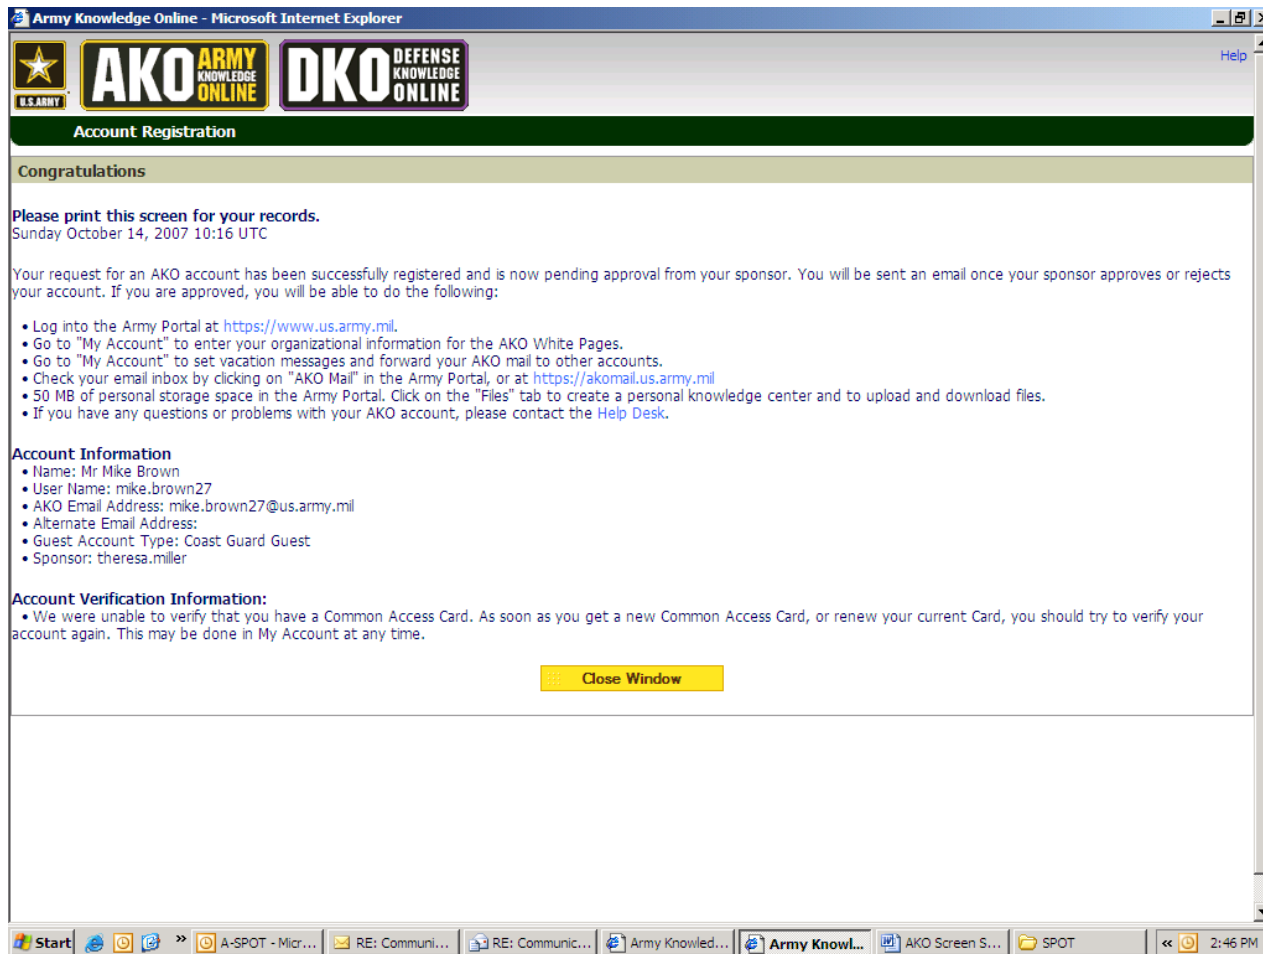 Army Knowledge Online - Microsoft Internet Explorer
U.S.ARMY
AKO ARMY KNOWLEDGE ONLINE
DKO DEFENSE KNOWLEDGE ONLINE
Help
Account Registration
Congratulations
Please print this screen for your records.
Sunday October 14, 2007 10:16 UTC
Your request for an AKO account has been successfully registered and is now pending approval from your sponsor. You will be sent an email once your sponsor approves or rejects
your account. If you are approved, you will be able to do the following:
• Log into the Army Portal at https://www.us.army.mil.
• Go to "My Account" to enter your organizational information for the AKO White Pages.
• Go to "My Account" to set vacation messages and forward your AKO mail to other accounts.
• Check your email inbox by clicking on "AKO Mail" in the Army Portal, or at https://akomail.us.army.mil
• 50 MB of personal storage space in the Army Portal. Click on the "Files" tab to create a personal knowledge center and to upload and download files.
• If you have any questions or problems with your AKO account, please contact the Help Desk.
Account Information
• Name: Mr Mike Brown
• User Name: mike.brown27
• AKO Email Address: mike.brown27@us.army.mil
• Alternate Email Address:
• Guest Account Type: Coast Guard Guest
• Sponsor: theresa.miller
Account Verification Information:
• We were unable to verify that you have a Common Access Card. As soon as you get a new Common Access Card, or renew your current Card, you should try to verify your
account again. This may be done in My Account at any time.
Close Window
Start » A-SPOT - Micr... RE: Communi... RE: Communic... Army Knowled... Army Knowl... AKO Screen S... SPOT « 2:46 PM